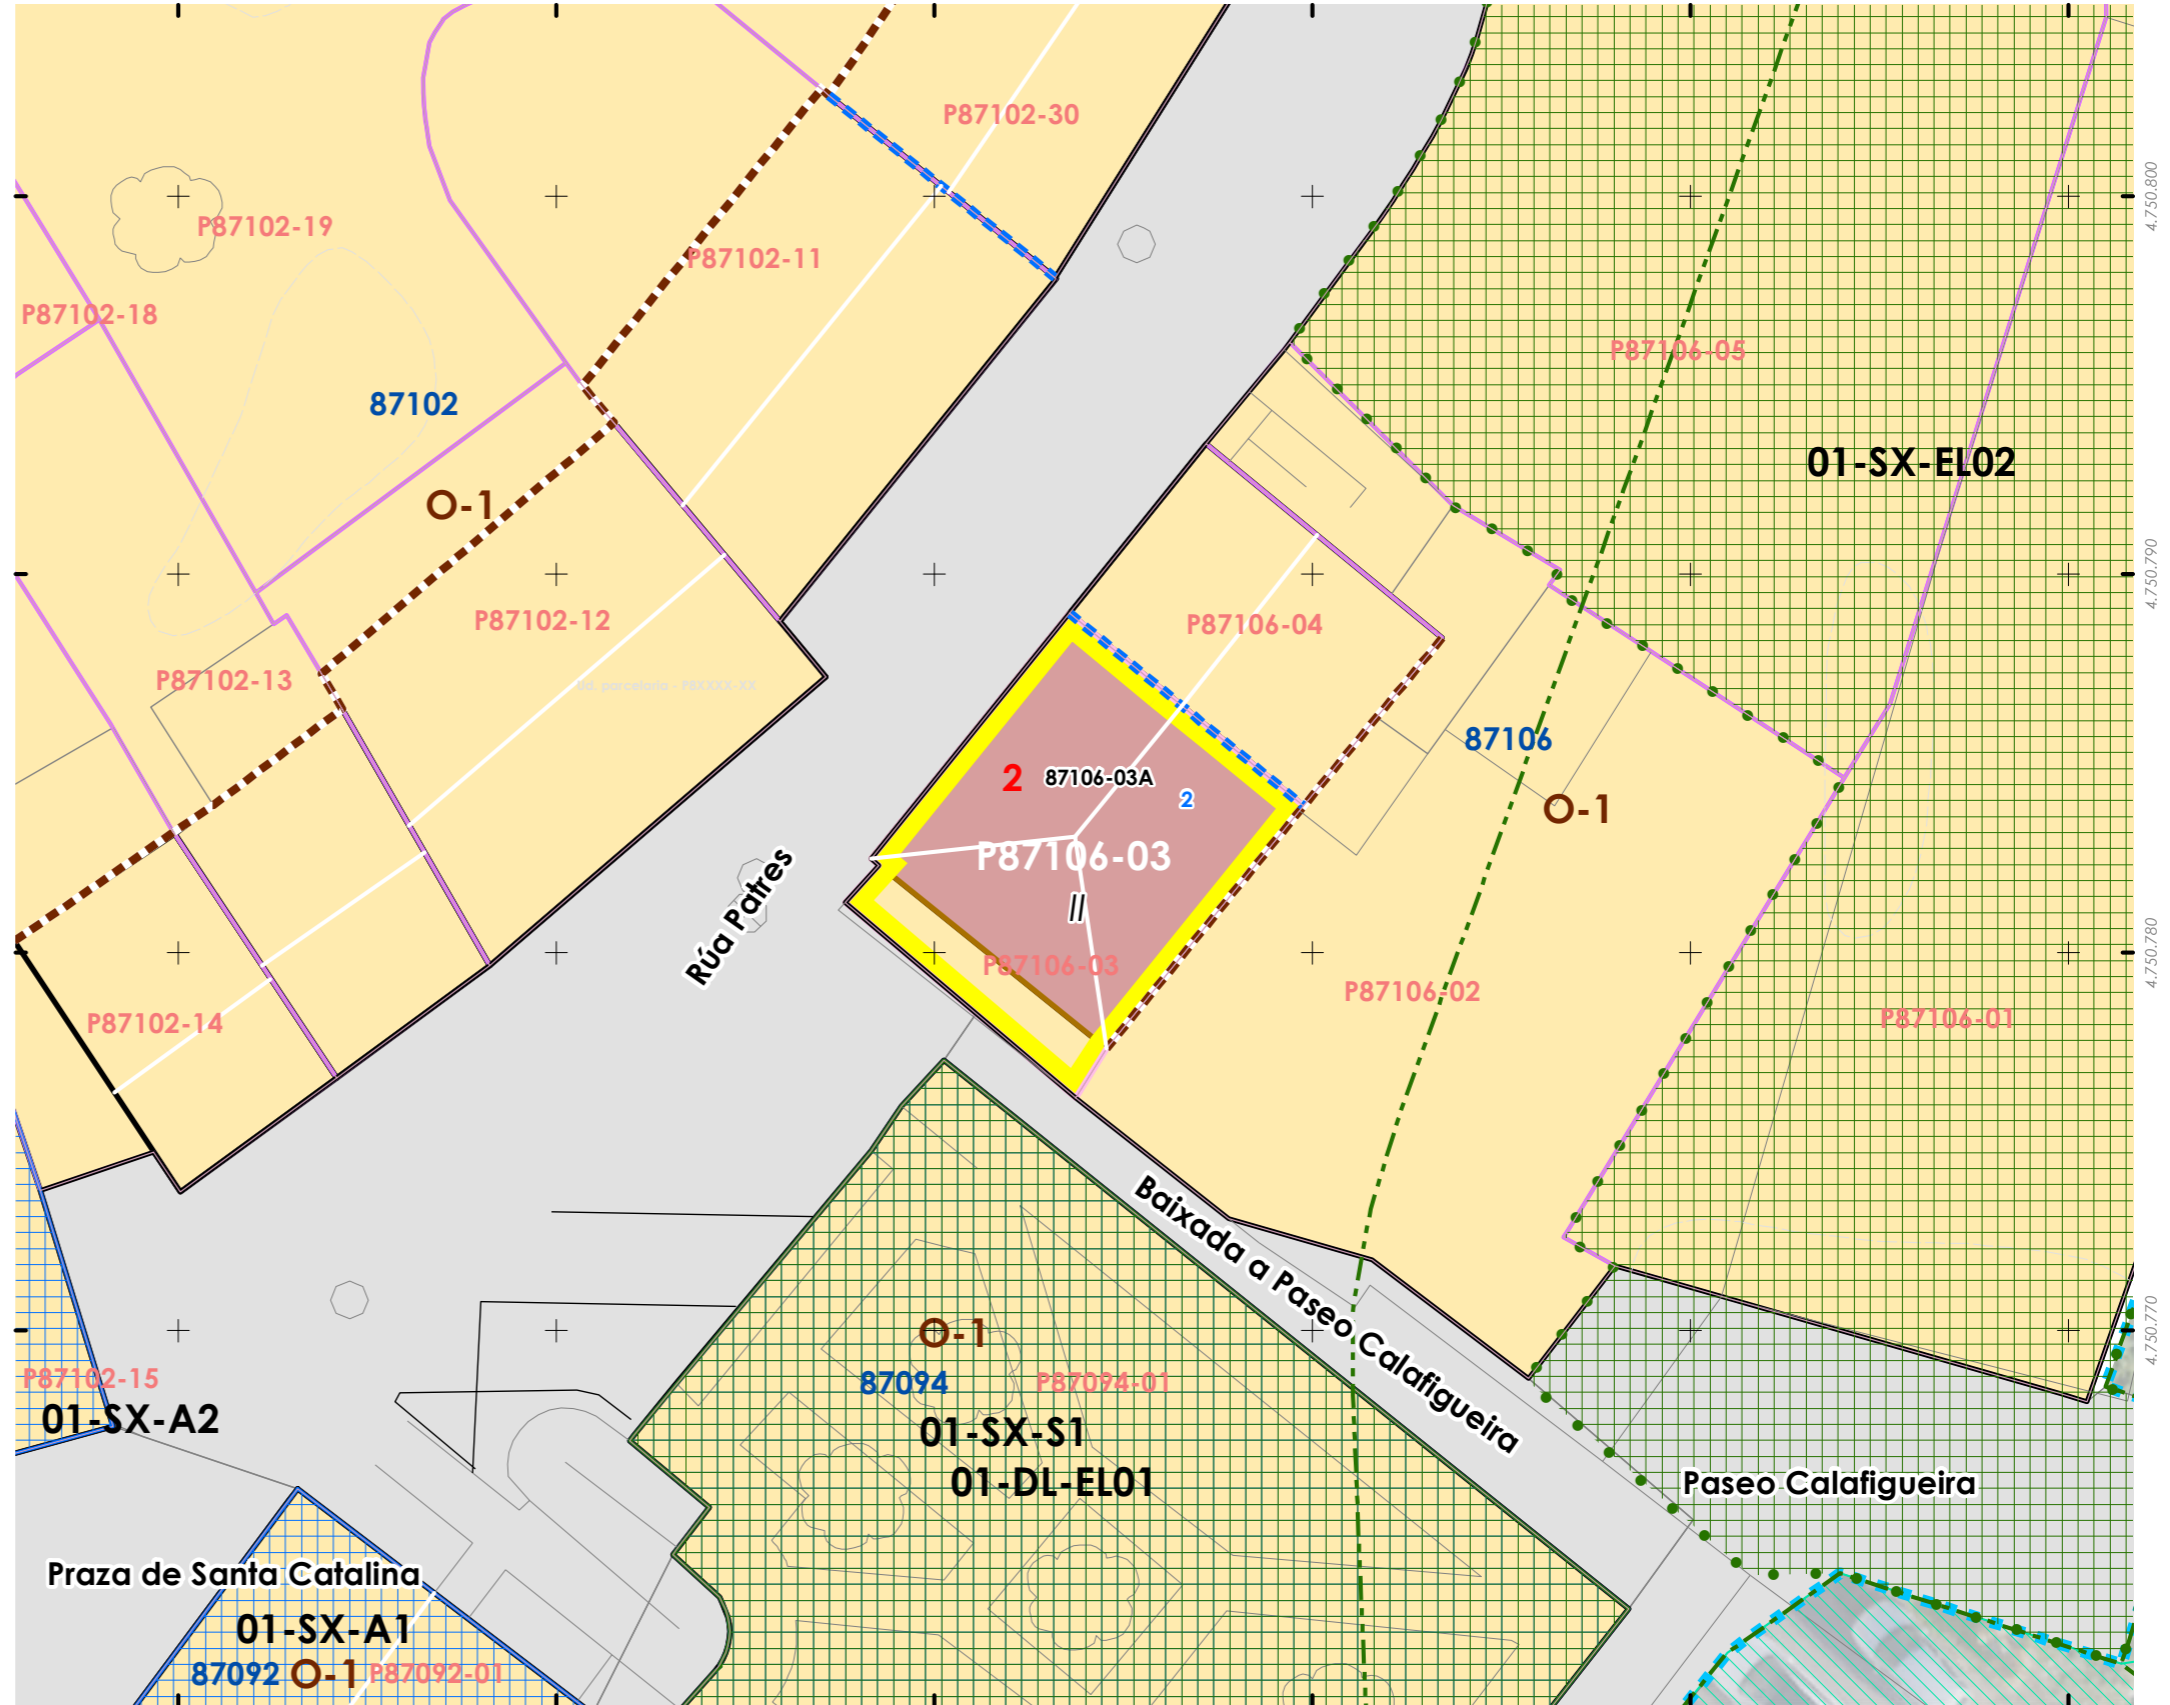 P87102-30
4.750.800
P87102-19
P87102-11
P87102-18
P87106-05
87102
01-SX-EL02
O-1
4.750.790
P87102-12
P87106-04
P87102-13
Bd. parcelaria - P8XXXX-XX
87106
2
87106-03A
2
O-1
P87106-03
Rúa Patres
II
4.750.780
P87106-03
P87106-02
P87102-14
P87106-01
Baixada a Paseo Calafigueira
O-1
4.750.770
P87102-15
87094
P87094-01
01-SX-A2
01-SX-S1
01-DL-EL01
Paseo Calafigueira
Praza de Santa Catalina
01-SX-A1
87092
O-1
P87092-01